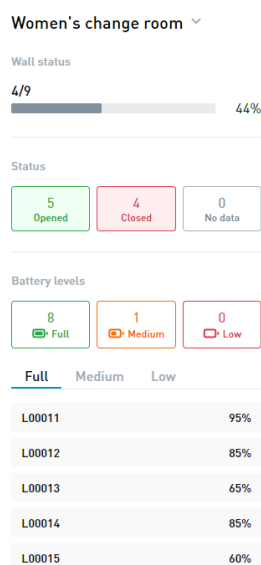 Women's change room
Wall status
4/9
44%
Status
5 4 0
Opened Closed No data
Battery levels
8 1 0
Full Medium Low
Full Medium Low
L00011 95%
L00012 85%
L00013 65%
L00014 85%
L00015 60%